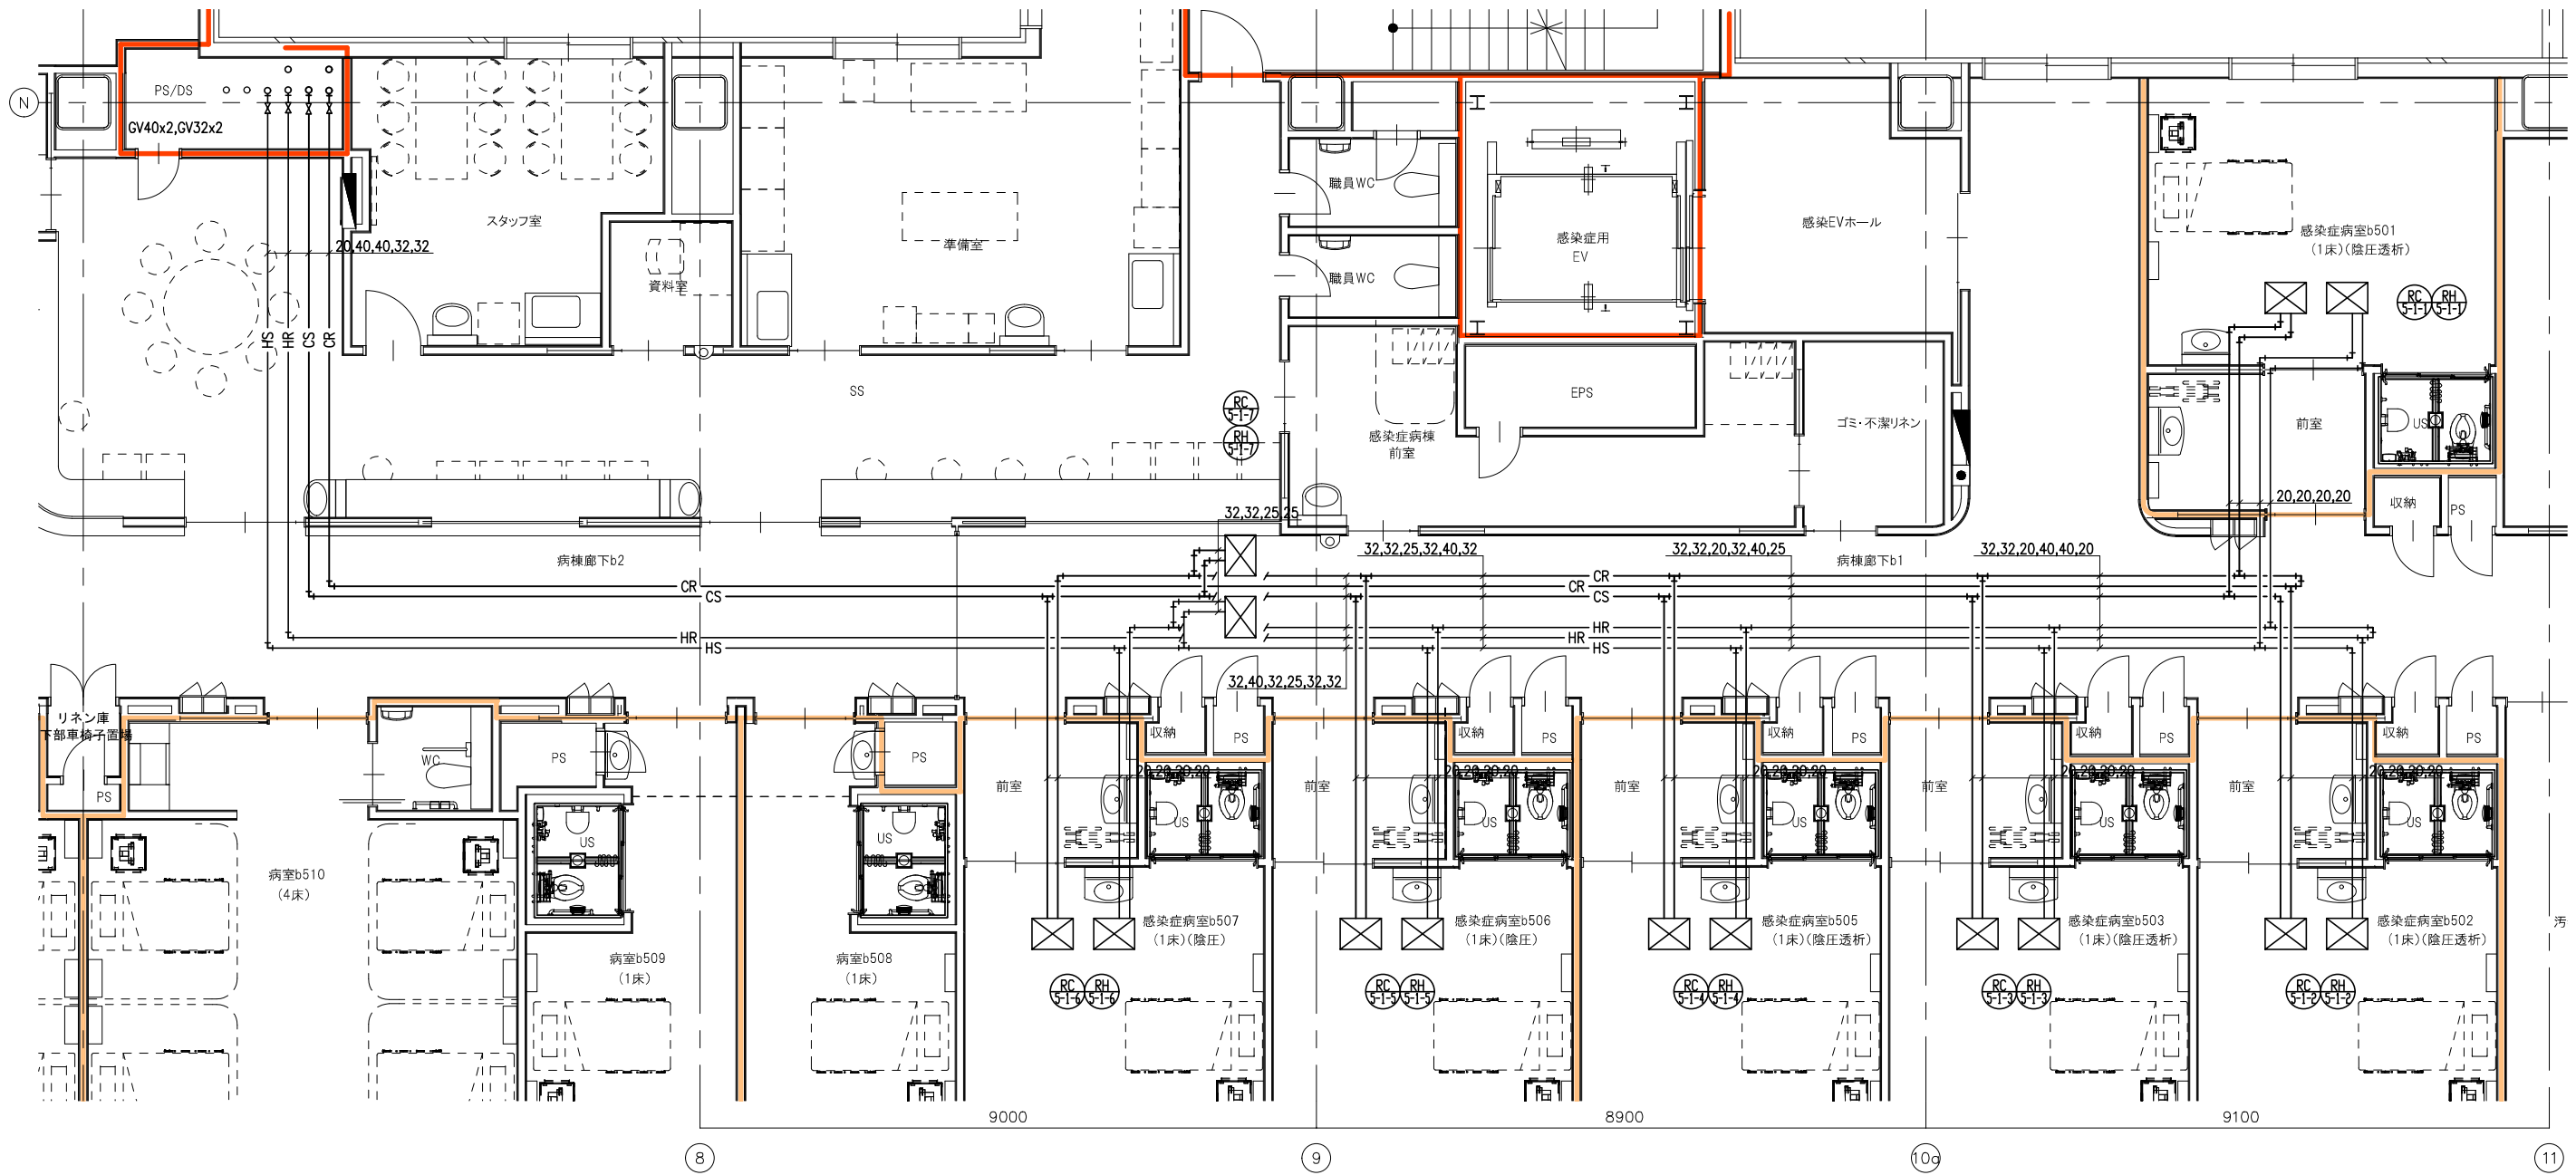 N
PS/DS
GV40x2,GV32x2
スタッフ室
資料室
準備室
職員WC
職員WC
感染症用
EV
感染EVホール
感染症病室b501
(1床)(陰圧透析)
RC
5-1-1
RH
5-1-1
20,40,40,32,32
HS
HR
CS
CR
SS
RC
5-1-7
RH
5-1-7
感染症病棟
前室
EPS
ゴミ・不潔リネン
前室
US
収納
PS
20,20,20,20
32,32,25,25
病棟廊下b2
32,32,25,32,40,32
32,32,20,32,40,25
病棟廊下b1
32,32,20,40,40,20
CR
CS
HR
HS
CR
CR
CS
HR
HR
HS
32,40,32,25,32,32
リネン庫
下部車椅子置場
PS
WC
PS
PS
収納
PS
収納
PS
収納
PS
収納
PS
収納
PS
20,20,20,20
20,20,20,20
20,20,20,20
20,20,20,20
20,20,20,20
前室
前室
前室
前室
前室
US
US
US
US
US
US
US
病室b510
(4床)
病室b509
(1床)
病室b508
(1床)
感染症病室b507
(1床)(陰圧)
感染症病室b506
(1床)(陰圧)
感染症病室b505
(1床)(陰圧透析)
感染症病室b503
(1床)(陰圧透析)
感染症病室b502
(1床)(陰圧透析)
汚
RC
5-1-6
RH
5-1-6
RC
5-1-5
RH
5-1-5
RC
5-1-4
RH
5-1-4
RC
5-1-3
RH
5-1-3
RC
5-1-2
RH
5-1-2
9000
8900
9100
8
9
10a
11